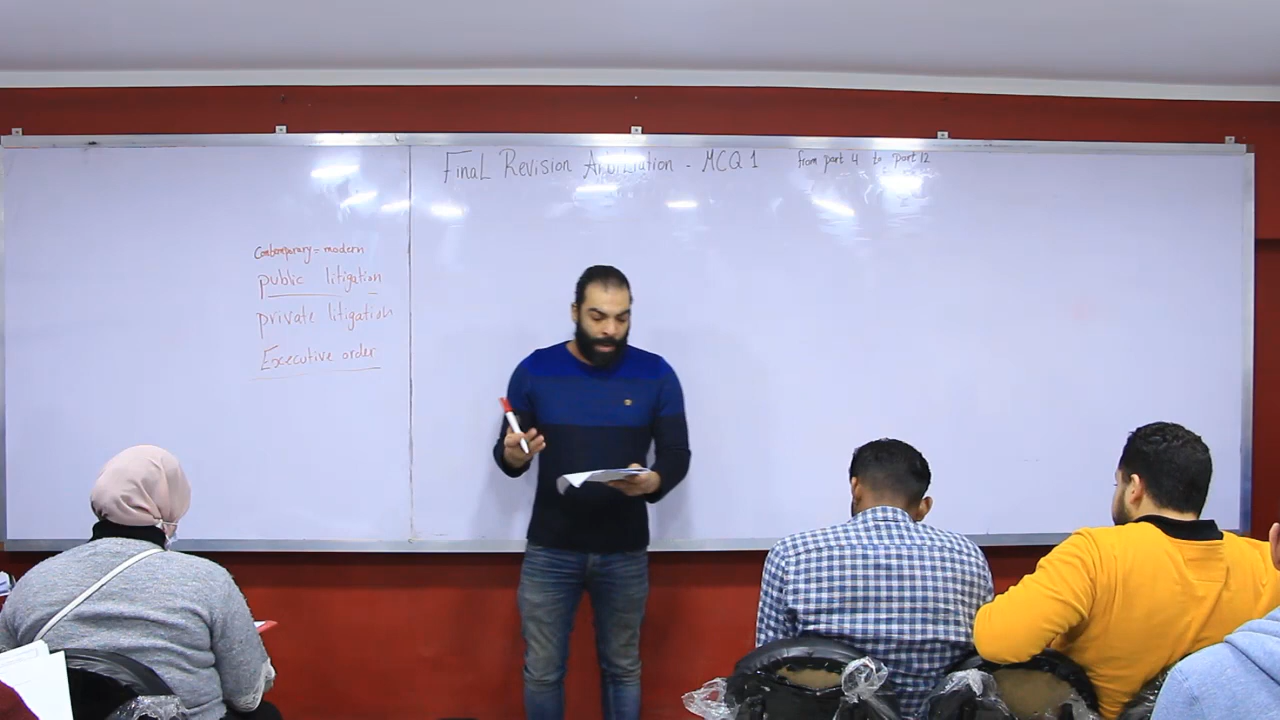 Final Revision Arbitration - MCQ 1 from part 4 to part 12
Contemporary = modern
public litigation
private litigation
Executive order